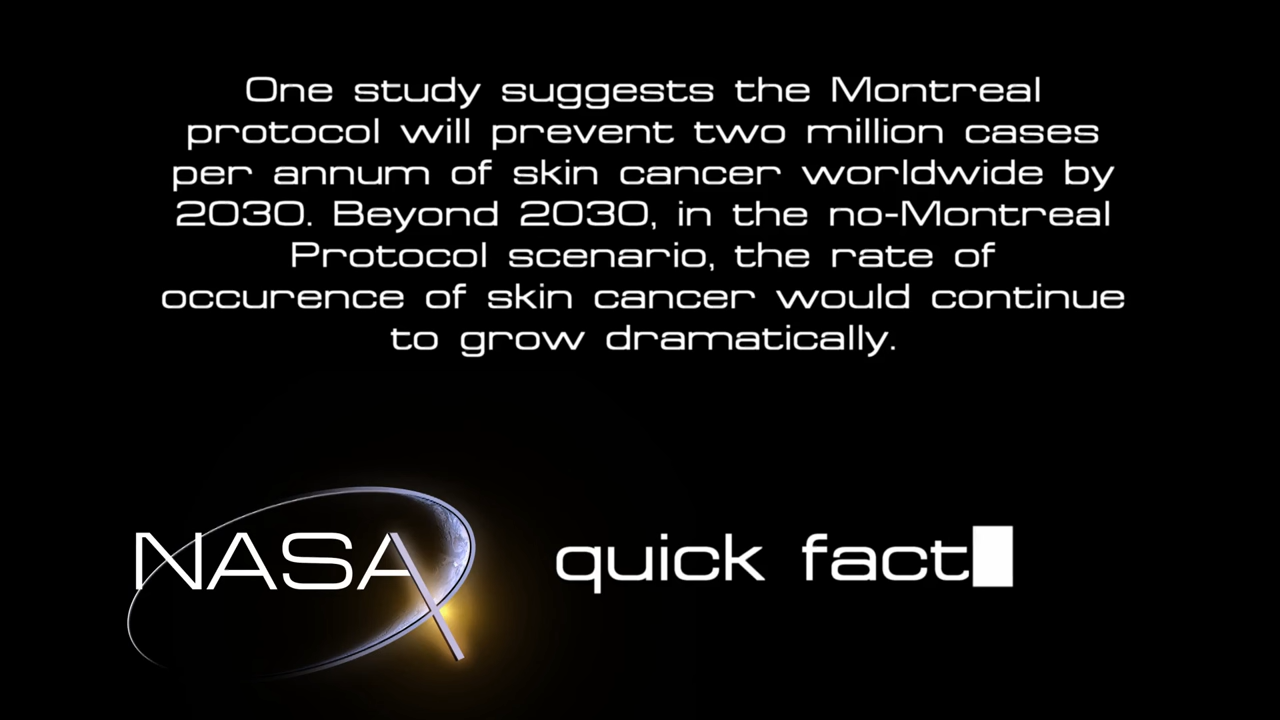 One study suggests the Montreal
protocol will prevent two million cases
per annum of skin cancer worldwide by
2030. Beyond 2030, in the no-Montreal
Protocol scenario, the rate of
occurence of skin cancer would continue
to grow dramatically.
NASA
quick fact